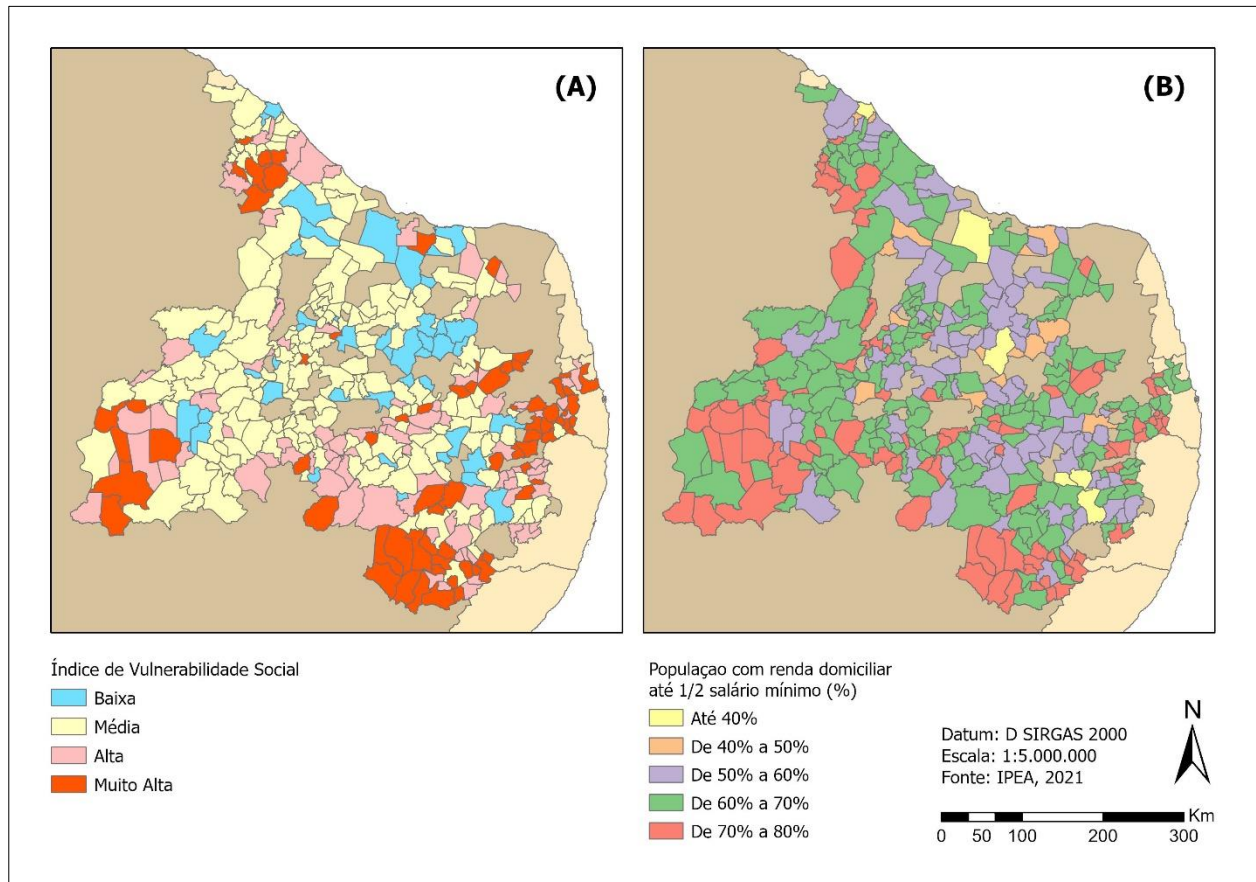 (A)
(B)
Índice de Vulnerabilidade Social
Baixa
Média
Alta
Muito Alta
Populaçao com renda domiciliar
até 1/2 salário mínimo (%)
Até 40%
De 40% a 50%
De 50% a 60%
De 60% a 70%
De 70% a 80%
Datum: D SIRGAS 2000
Escala: 1:5.000.000
Fonte: IPEA, 2021
N
Km
0 50 100 200 300